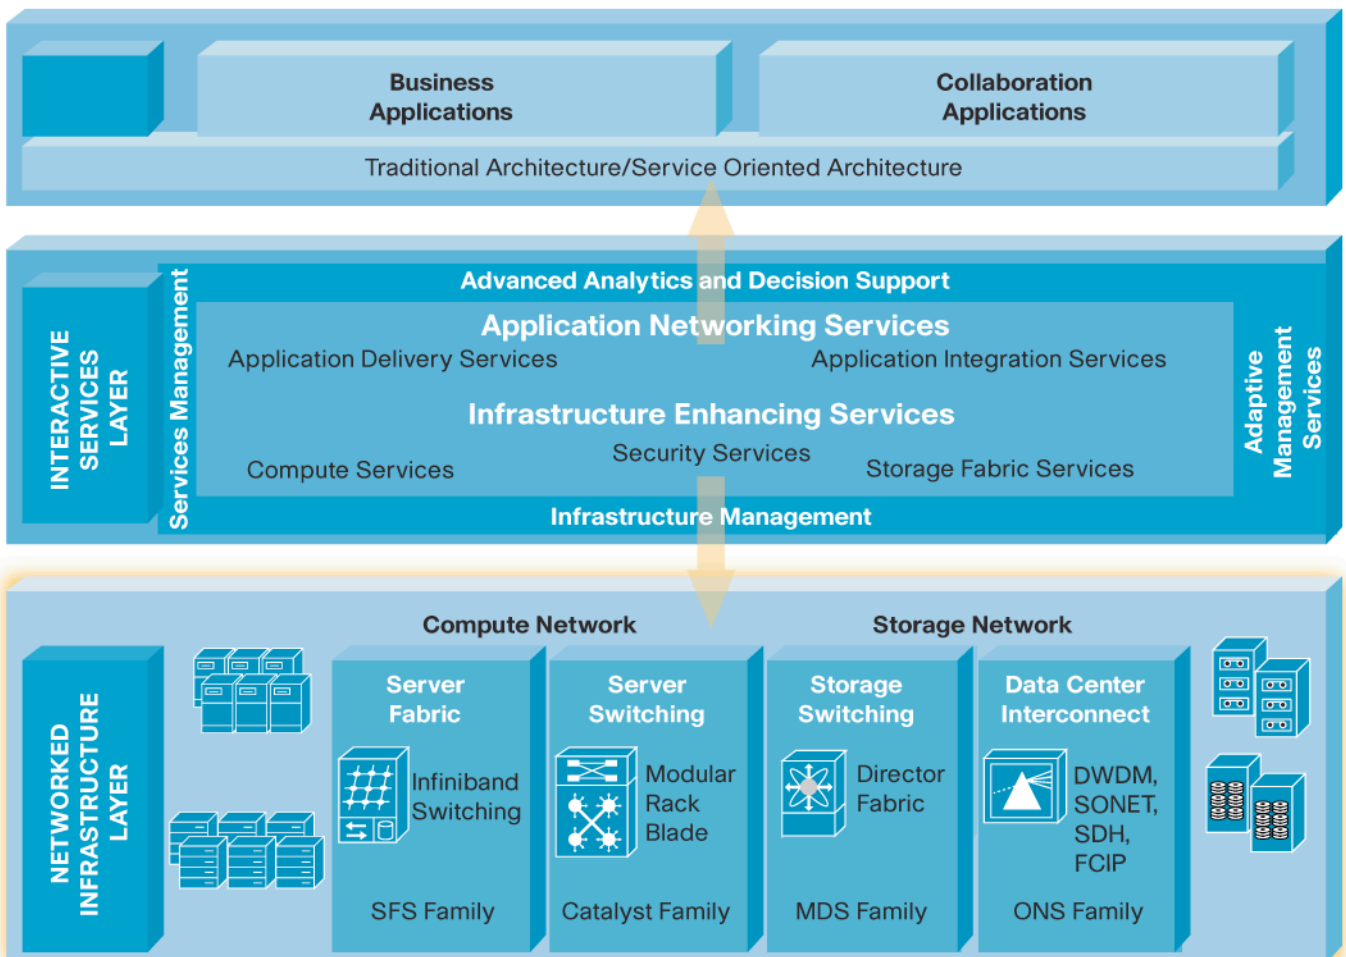 Business
Applications
Collaboration
Applications
Traditional Architecture/Service Oriented Architecture
INTERACTIVE
SERVICES
LAYER
Services Management
Advanced Analytics and Decision Support
Application Networking Services
Application Delivery Services
Application Integration Services
Infrastructure Enhancing Services
Compute Services
Security Services
Storage Fabric Services
Infrastructure Management
Adaptive
Management
Services
NETWORKED
INFRASTRUCTURE
LAYER
Compute Network
Storage Network
Server
Fabric
Infiniband
Switching
SFS Family
Server
Switching
Modular
Rack
Blade
Catalyst Family
Storage
Switching
Director
Fabric
MDS Family
Data Center
Interconnect
DWDM,
SONET,
SDH,
FCIP
ONS Family